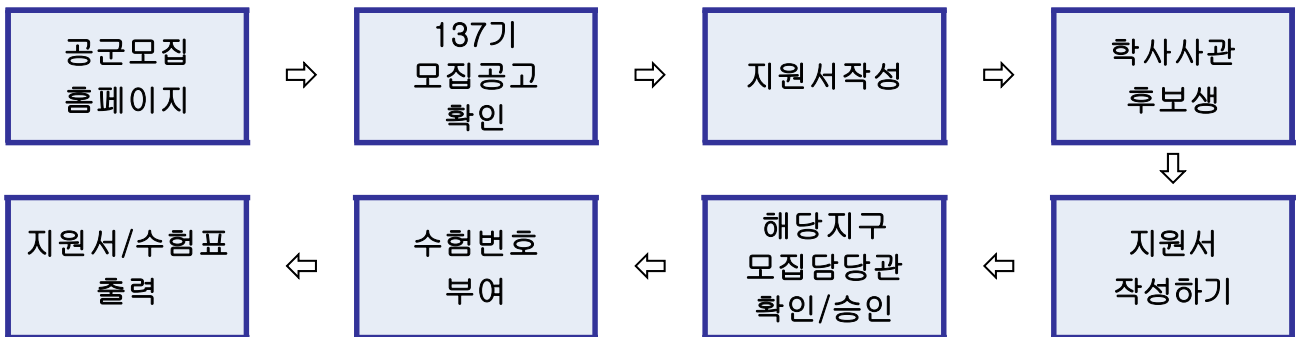 공군모집
홈페이지
137기
모집공고
확인
지원서작성
학사사관
후보생
지원서
작성하기
해당지구
모집담당관
확인/승인
수험번호
부여
지원서/수험표
출력